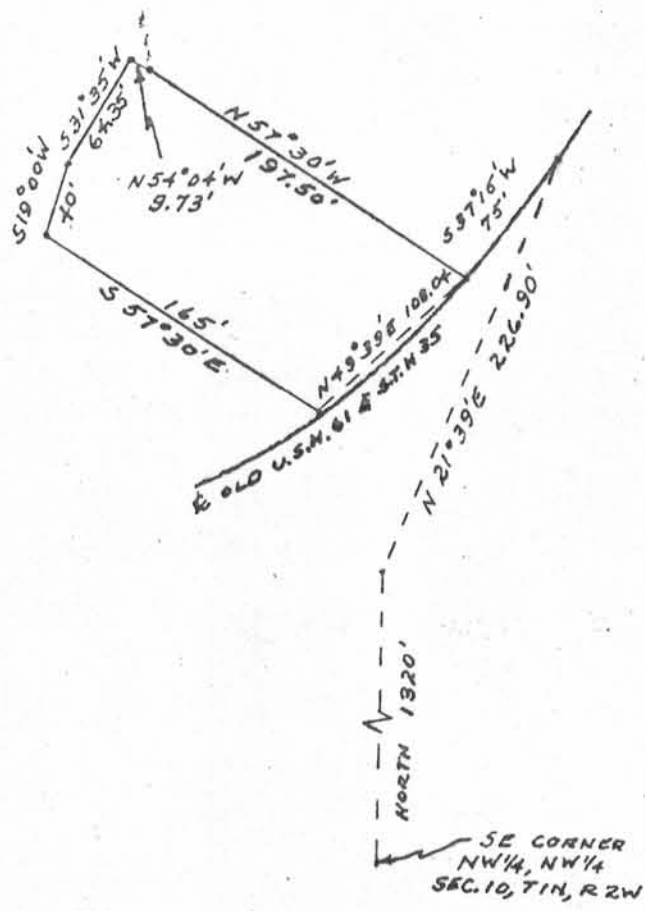 S 31°35'W
64.35'
S19°00'W
40'
N54°04'W
9.73'
N57°30'W
197.50'
S37°15'W
75'
165'
S 57°30'E
N49°39'E 108.04
℄ OLD U.S.H. 61 & S.T.H 35
N 21°39'E 226.90'
NORTH 1320'
SE CORNER
NW¼, NW¼
SEC.10, T1N, R2W